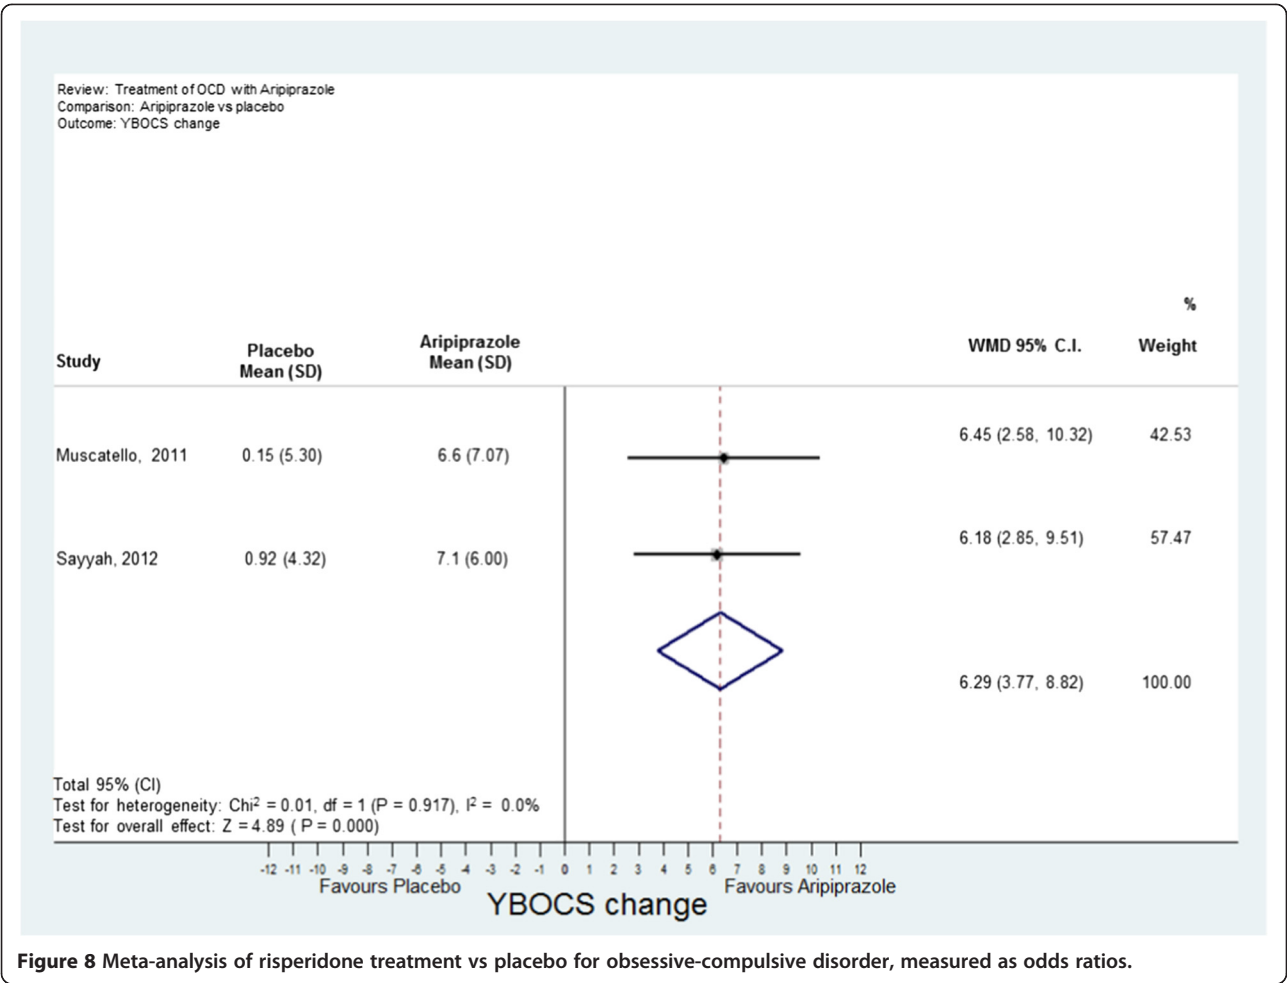 Review: Treatment of OCD with Aripiprazole
Comparison: Aripiprazole vs placebo
Outcome: YBOCS change
%
Study Placebo Mean (SD) Aripiprazole Mean (SD) WMD 95% C.I. Weight
Muscatello, 2011 0.15 (5.30) 6.6 (7.07) 6.45 (2.58, 10.32) 42.53
Sayyah, 2012 0.92 (4.32) 7.1 (6.00) 6.18 (2.85, 9.51) 57.47
6.29 (3.77, 8.82) 100.00
Total 95% (CI)
Test for heterogeneity: Chi² = 0.01, df = 1 (P = 0.917), I² = 0.0%
Test for overall effect: Z = 4.89 ( P = 0.000)
-12 -11 -10 -9 -8 -7 -6 -5 -4 -3 -2 -1 0 1 2 3 4 5 6 7 8 9 10 11 12
Favours Placebo Favours Aripiprazole
YBOCS change
Figure 8 Meta-analysis of risperidone treatment vs placebo for obsessive-compulsive disorder, measured as odds ratios.